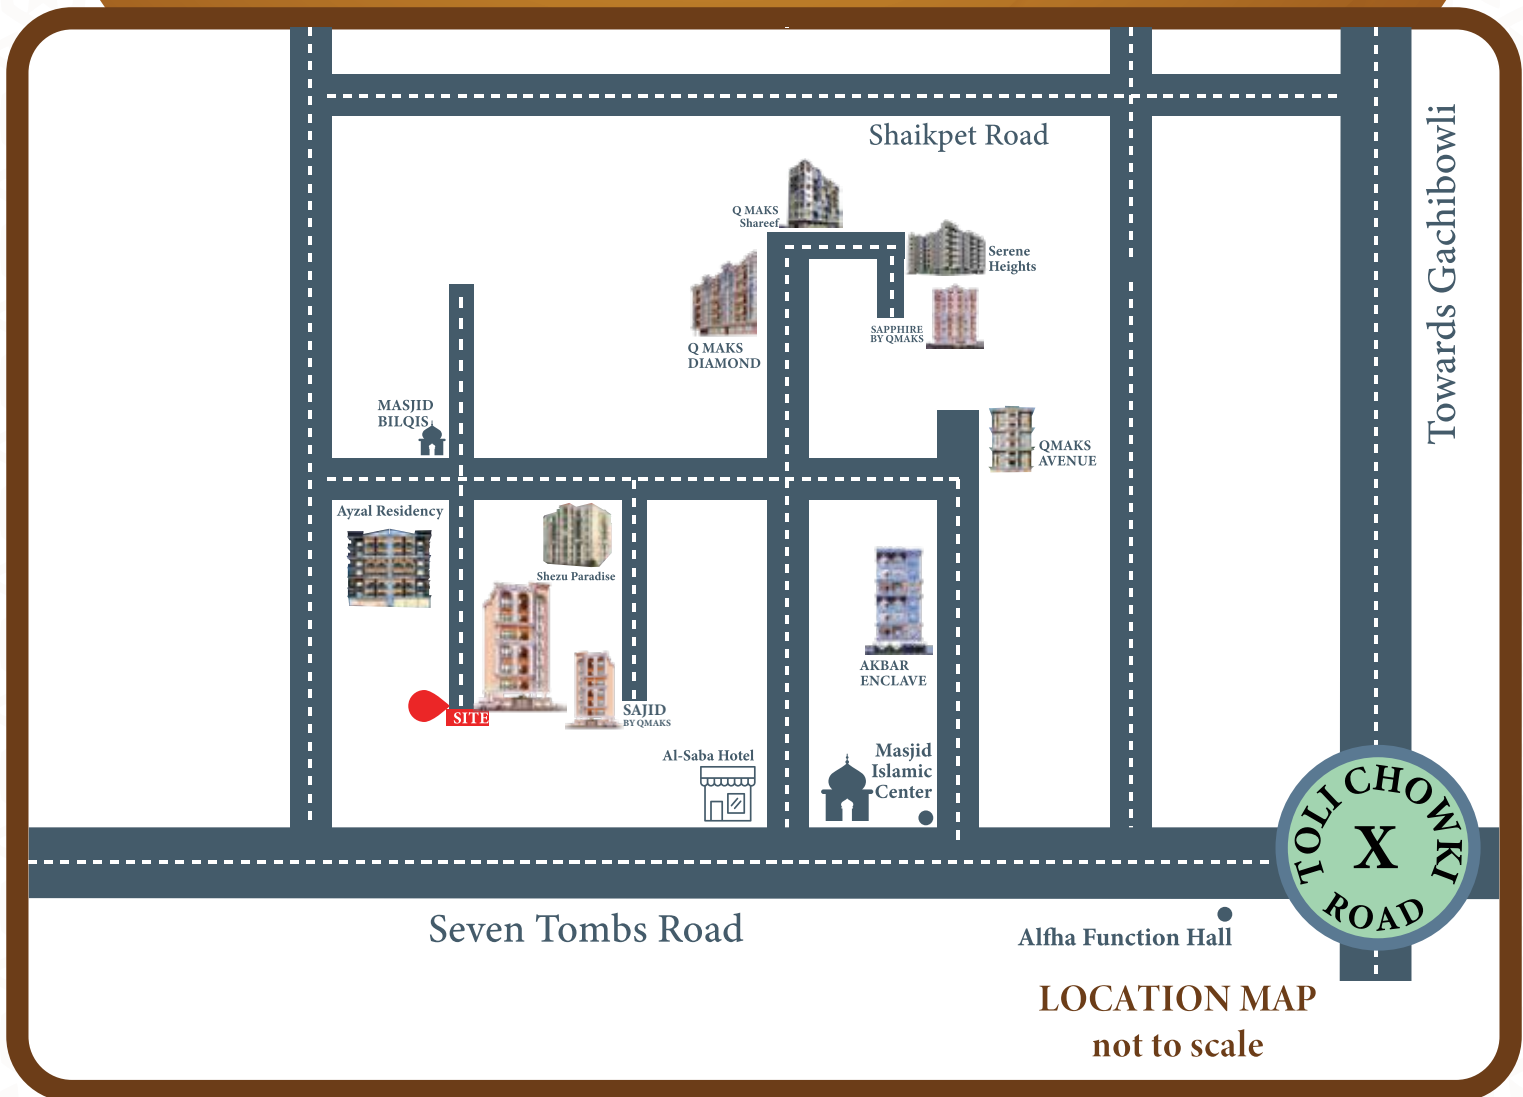 Shaikpet Road
Towards Gachibowli
Q MAKS
Shareef
Serene
Heights
Q MAKS
DIAMOND
SAPPHIRE
BY QMAKS
MASJID
BILQIS
QMAKS
AVENUE
Ayzal Residency
Shezu Paradise
AKBAR
ENCLAVE
SITE
SAJID
BY QMAKS
Al-Saba Hotel
Masjid
Islamic
Center
TOLI CHOWKI
X
ROAD
Seven Tombs Road
Alfha Function Hall
LOCATION MAP
not to scale